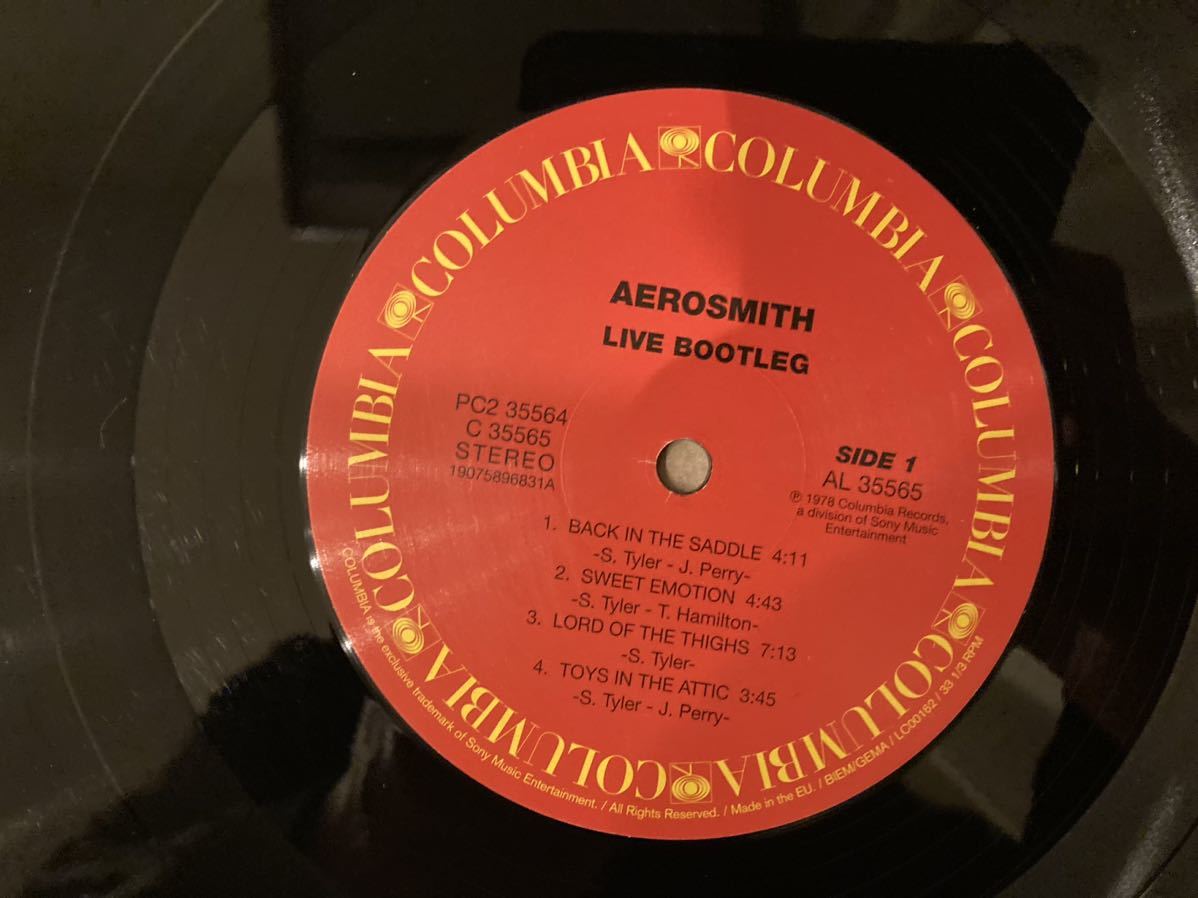 COLUMBIA COLUMBIA COLUMBIA COLUMBIA COLUMBIA COLUMBIA
AEROSMITH
LIVE BOOTLEG
PC2 35564
C 35565
STEREO
19075896831A
SIDE 1
AL 35565
℗ 1978 Columbia Records,
a division of Sony Music
Entertainment
1. BACK IN THE SADDLE 4:11
-S. Tyler - J. Perry-
2. SWEET EMOTION 4:43
-S. Tyler - T. Hamilton-
3. LORD OF THE THIGHS 7:13
-S. Tyler-
4. TOYS IN THE ATTIC 3:45
-S. Tyler - J. Perry-
COLUMBIA is the exclusive trademark of Sony Music Entertainment. / All Rights Reserved. / Made in the EU. / BIEM/GEMA / LC00162 / 33 1/3 RPM